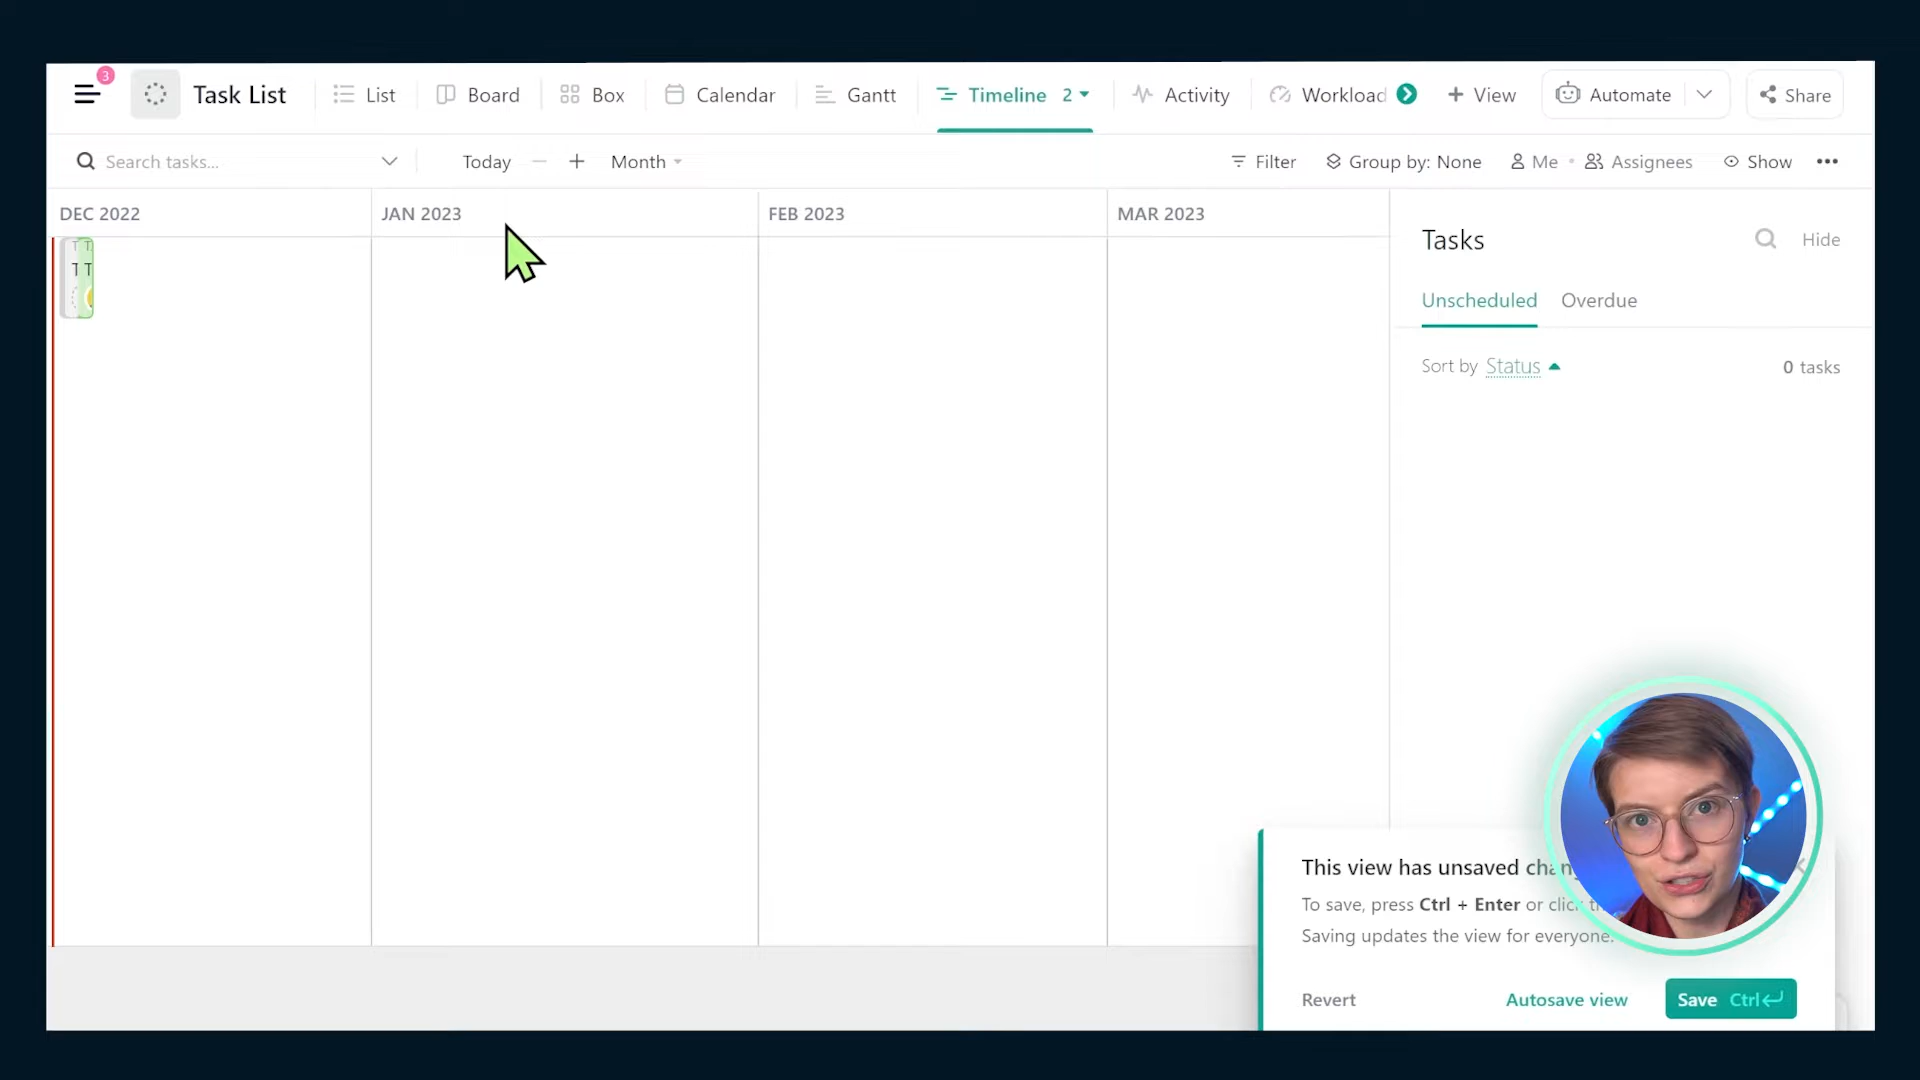 3
Task List
List
Board
Box
Calendar
Gantt
Timeline 2
Activity
Workload
+ View
Automate
Share
Search tasks...
Today
Month
Filter
Group by: None
Me
Assignees
Show
DEC 2022
JAN 2023
FEB 2023
MAR 2023
T T
T T
Tasks
Hide
Unscheduled
Overdue
Sort by Status
0 tasks
This view has unsaved
To save, press Ctrl + Enter or click
Saving updates the view for everyone.
Revert
Autosave view
Save Ctrl